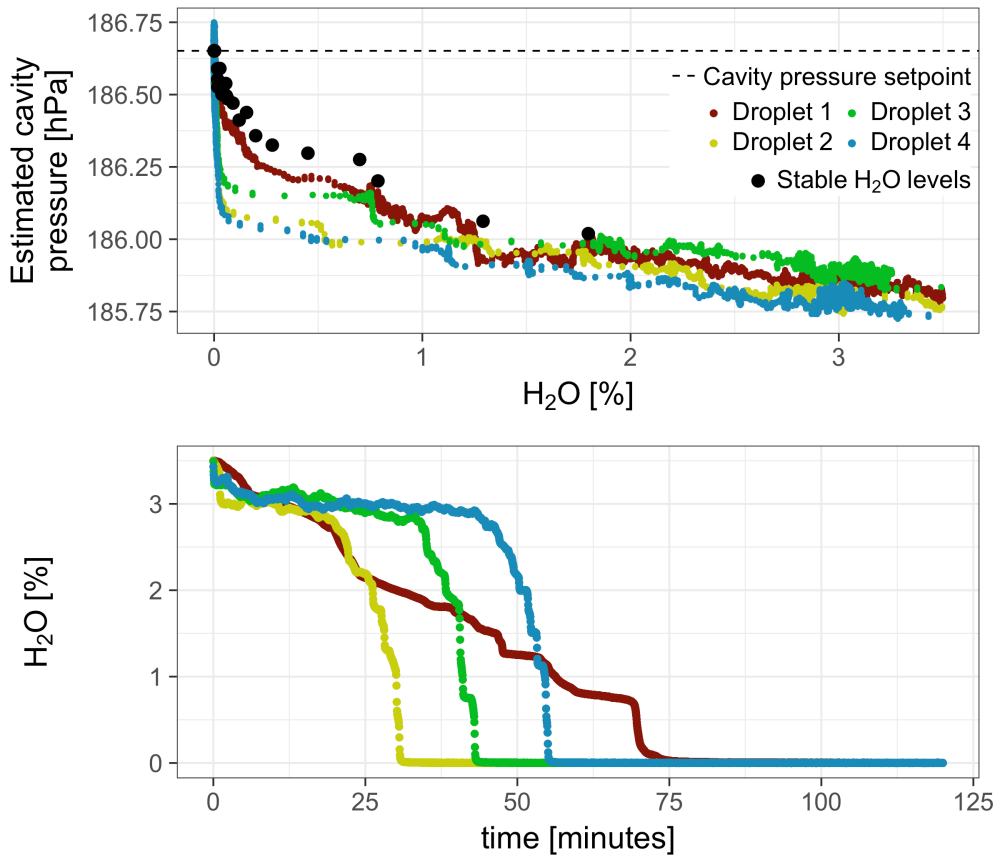 Estimated cavity
pressure [hPa]
186.75
186.50
186.25
186.00
185.75
Cavity pressure setpoint
Droplet 1
Droplet 3
Droplet 2
Droplet 4
Stable H₂O levels
0
1
2
3
H₂O [%]
H₂O [%]
3
2
1
0
0
25
50
75
100
125
time [minutes]